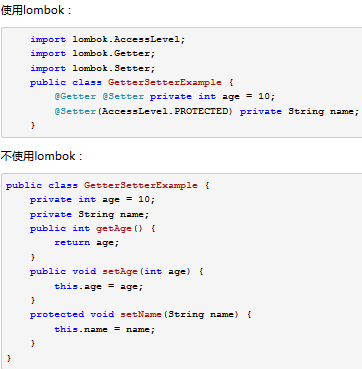 使用lombok：
import lombok.AccessLevel;
import lombok.Getter;
import lombok.Setter;
public class GetterSetterExample {
@Getter @Setter private int age = 10;
@Setter(AccessLevel.PROTECTED) private String name;
}
不使用lombok：
public class GetterSetterExample {
private int age = 10;
private String name;
public int getAge() {
return age;
}
public void setAge(int age) {
this.age = age;
}
protected void setName(String name) {
this.name = name;
}
}